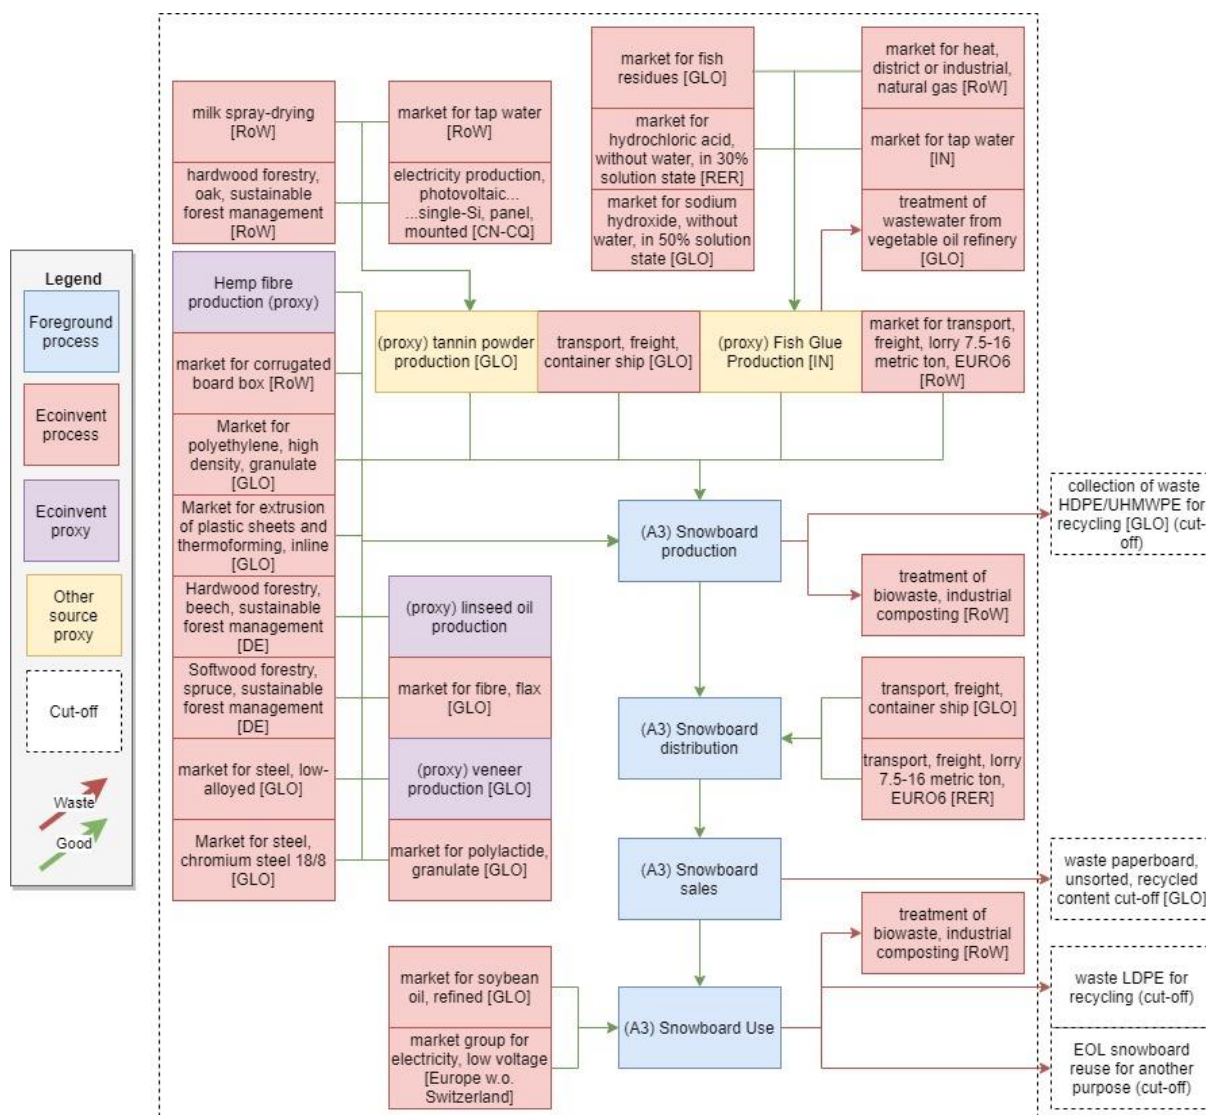 Legend
Foreground
process
Ecoinvent
process
Ecoinvent
proxy
Other
source
proxy
Cut-off
Waste
Good
milk spray-drying
[RoW]
hardwood forestry,
oak, sustainable
forest management
[RoW]
market for tap water
[RoW]
electricity production,
photovoltaic...
...single-Si, panel,
mounted [CN-CQ]
market for fish
residues [GLO]
market for
hydrochloric acid,
without water, in 30%
solution state [RER]
market for sodium
hydroxide, without
water, in 50% solution
state [GLO]
market for heat,
district or industrial,
natural gas [RoW]
market for tap water
[IN]
treatment of
wastewater from
vegetable oil refinery
[GLO]
Hemp fibre
production (proxy)
market for corrugated
board box [RoW]
Market for
polyethylene, high
density, granulate
[GLO]
Market for extrusion
of plastic sheets and
thermoforming, inline
[GLO]
Hardwood forestry,
beech, sustainable
forest management
[DE]
Softwood forestry,
spruce, sustainable
forest management
[DE]
market for steel, low-
alloyed [GLO]
Market for steel,
chromium steel 18/8
[GLO]
(proxy) tannin powder
production [GLO]
transport, freight,
container ship [GLO]
(proxy) Fish Glue
Production [IN]
market for transport,
freight, lorry 7.5-16
metric ton, EURO6
[RoW]
(proxy) linseed oil
production
market for fibre, flax
[GLO]
(proxy) veneer
production [GLO]
market for polylactide,
granulate [GLO]
(A3) Snowboard
production
collection of waste
HDPE/UHMWPE for
recycling [GLO] (cut-
off)
treatment of
biowaste, industrial
composting [RoW]
(A3) Snowboard
distribution
transport, freight,
container ship [GLO]
transport, freight, lorry
7.5-16 metric ton,
EURO6 [RER]
(A3) Snowboard
sales
waste paperboard,
unsorted, recycled
content cut-off [GLO]
treatment of
biowaste, industrial
composting [RoW]
market for soybean
oil, refined [GLO]
market group for
electricity, low voltage
[Europe w.o.
Switzerland]
(A3) Snowboard Use
waste LDPE for
recycling (cut-off)
EOL snowboard
reuse for another
purpose (cut-off)